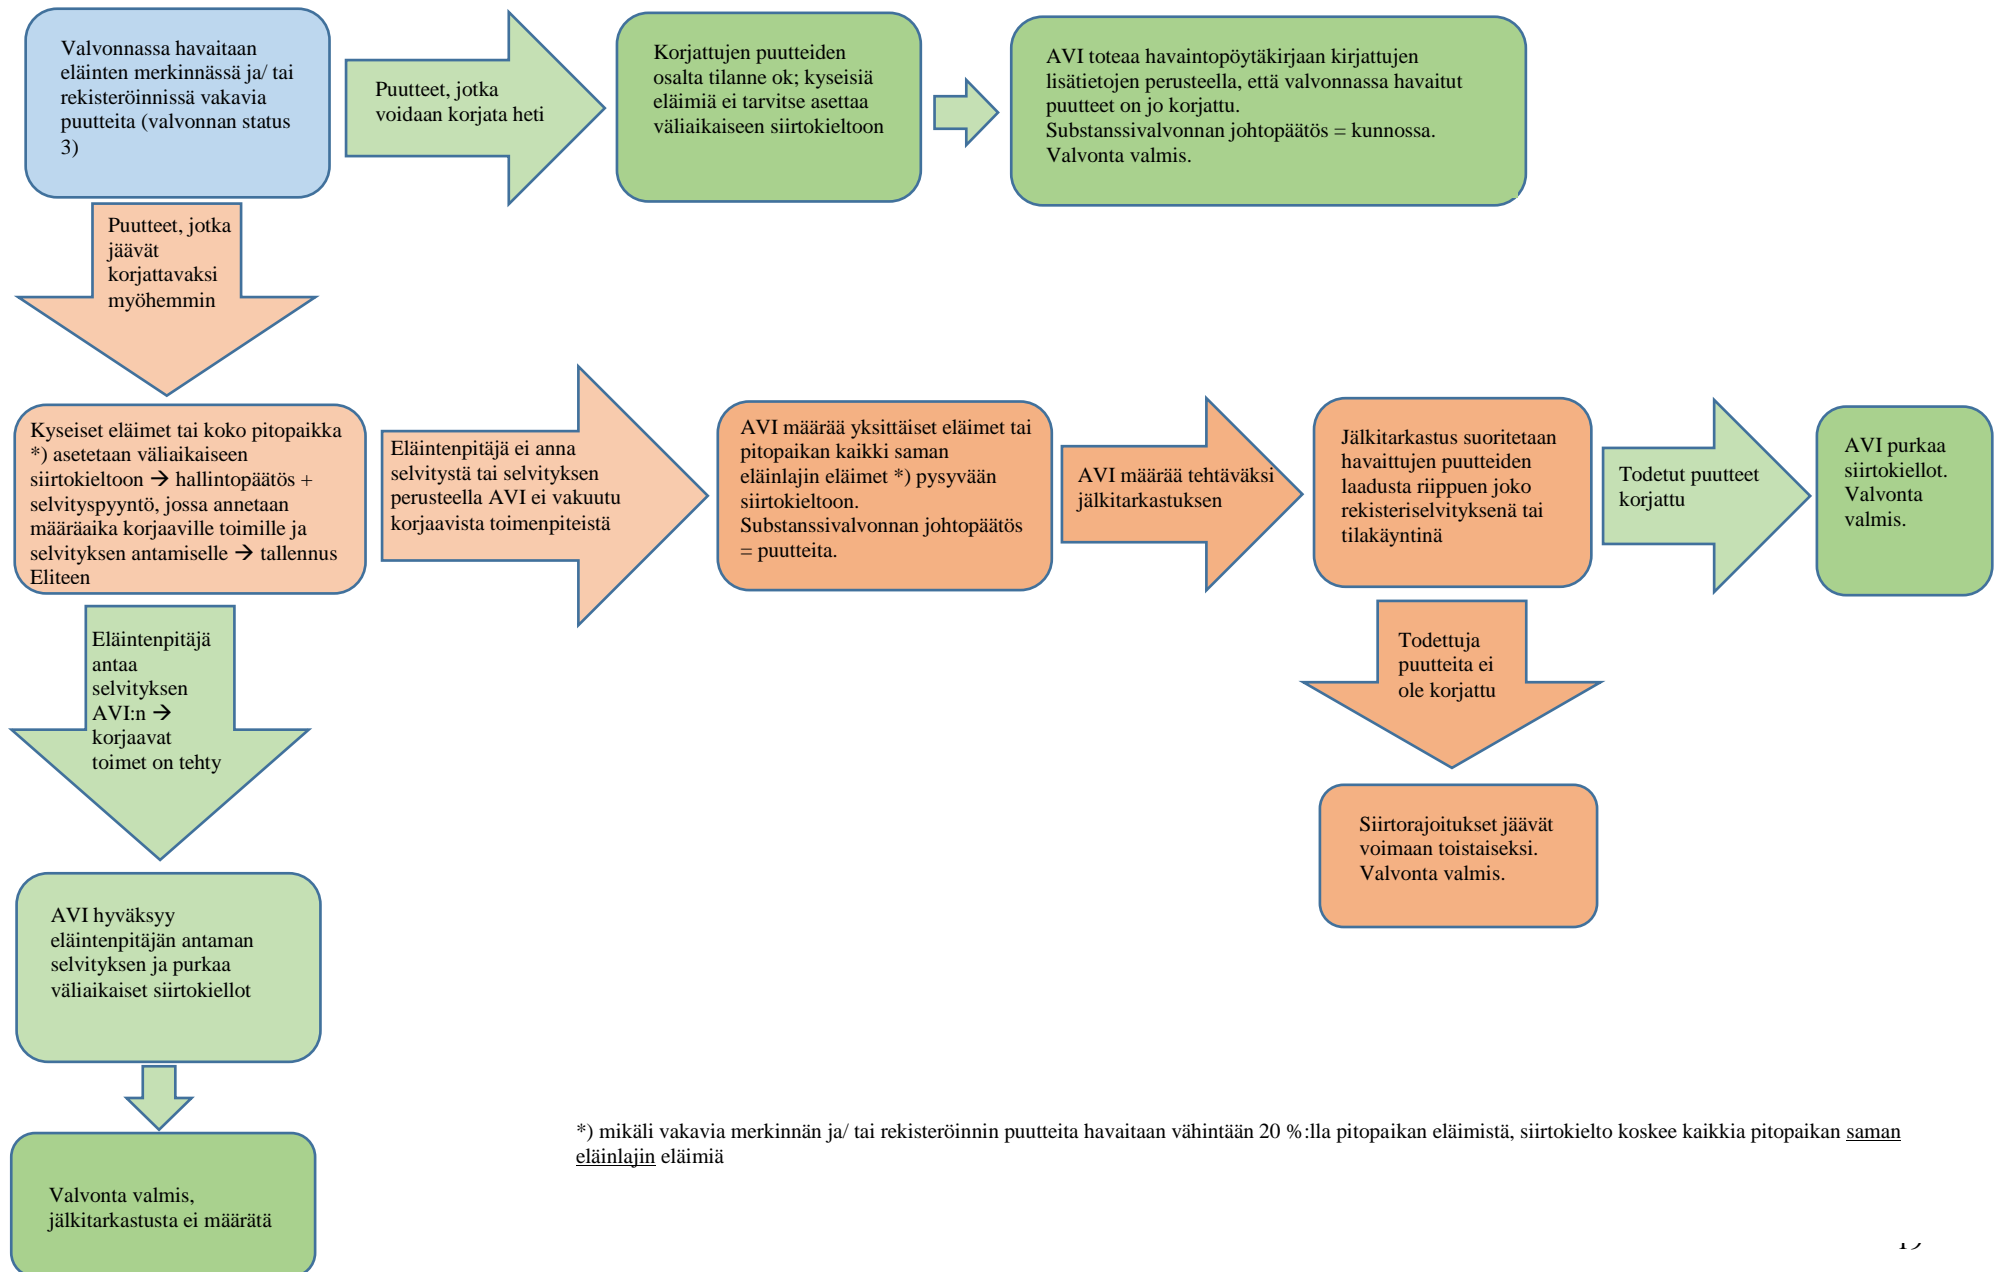 Valvonnassa havaitaan
eläinten merkinnässä ja/ tai
rekisteröinnissä vakavia
puutteita (valvonnan status
3)
Puutteet, jotka
voidaan korjata heti
Korjattujen puutteiden
osalta tilanne ok; kyseisiä
eläimiä ei tarvitse asettaa
väliaikaiseen siirtokieltoon
AVI toteaa havaintopöytäkirjaan kirjattujen
lisätietojen perusteella, että valvonnassa havaitut
puutteet on jo korjattu.
Substanssivalvonnan johtopäätös = kunnossa.
Valvonta valmis.
Puutteet, jotka
jäävät
korjattavaksi
myöhemmin
Kyseiset eläimet tai koko pitopaikka
*) asetetaan väliaikaiseen
siirtokieltoon → hallintopäätös +
selvityspyyntö, jossa annetaan
määräaika korjaaville toimille ja
selvityksen antamiselle → tallennus
Eliteen
Eläintenpitäjä ei anna
selvitystä tai selvityksen
perusteella AVI ei vakuutu
korjaavista toimenpiteistä
AVI määrää yksittäiset eläimet tai
pitopaikan kaikki saman
eläinlajin eläimet *) pysyvään
siirtokieltoon.
Substanssivalvonnan johtopäätös
= puutteita.
AVI määrää tehtäväksi
jälkitarkastuksen
Jälkitarkastus suoritetaan
havaittujen puutteiden
laadusta riippuen joko
rekisteriselvityksenä tai
tilakäyntinä
Todetut puutteet
korjattu
AVI purkaa
siirtokiellot.
Valvonta
valmis.
Eläintenpitäjä
antaa
selvityksen
AVI:n →
korjaavat
toimet on tehty
Todettuja
puutteita ei
ole korjattu
Siirtorajoitukset jäävät
voimaan toistaiseksi.
Valvonta valmis.
AVI hyväksyy
eläintenpitäjän antaman
selvityksen ja purkaa
väliaikaiset siirtokiellot
Valvonta valmis,
jälkitarkastusta ei määrätä
*) mikäli vakavia merkinnän ja/ tai rekisteröinnin puutteita havaitaan vähintään 20 %:lla pitopaikan eläimistä, siirtokielto koskee kaikkia pitopaikan saman
eläinlajin eläimiä